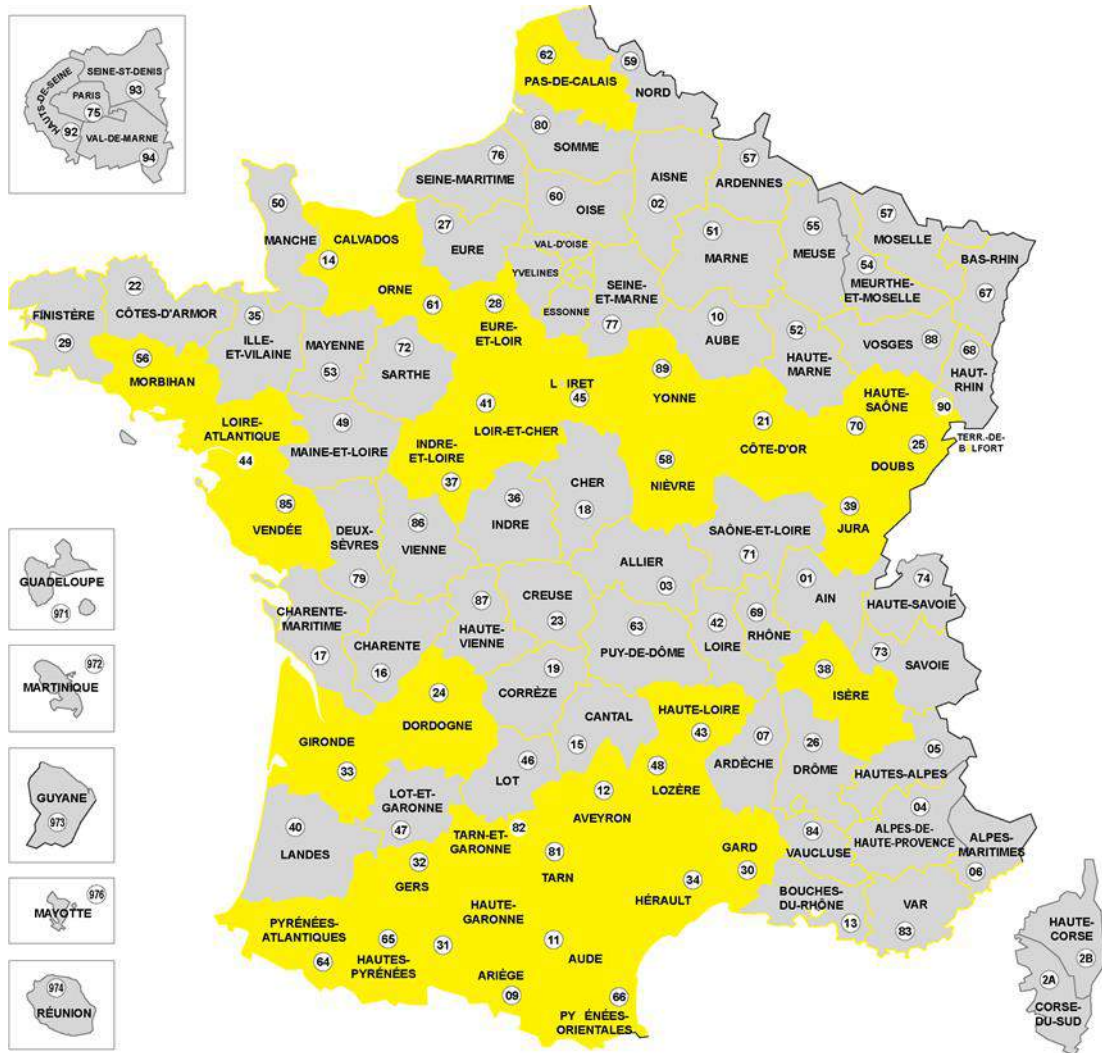 SEINE-ST-DENIS
93
HAUTS-DE-SEINE
PARIS
75
92
VAL-DE-MARNE
94
62
PAS-DE-CALAIS
59
NORD
80
SOMME
76
SEINE-MARITIME
57
ARDENNES
AISNE
02
60
OISE
50
MANCHE
CALVADOS
14
27
EURE
VAL-D'OISE
51
MARNE
55
MEUSE
57
MOSELLE
BAS-RHIN
67
54
MEURTHE-
ET-MOSELLE
YVELINES
ESSONNE
SEINE-
ET-MARNE
77
ORNE
61
28
EURE-
ET-LOIR
22
CÔTES-D'ARMOR
FINISTÈRE
29
35
ILLE-
ET-VILAINE
MAYENNE
53
72
SARTHE
10
AUBE
52
HAUTE-
MARNE
VOSGES
88
68
HAUT-
RHIN
56
MORBIHAN
89
YONNE
L IRET
45
41
LOIR-ET-CHER
HAUTE-
SAÔNE
70
90
TERR.-DE-
B LFORT
21
CÔTE-D'OR
25
DOUBS
LOIRE-
ATLANTIQUE
44
49
MAINE-ET-LOIRE
INDRE-
ET-LOIRE
37
58
NIÈVRE
CHER
18
36
INDRE
39
JURA
85
VENDÉE
DEUX-
SÈVRES
79
86
VIENNE
SAÔNE-ET-LOIRE
71
ALLIER
03
01
AIN
74
HAUTE-SAVOIE
GUADELOUPE
971
CHARENTE-
MARITIME
17
CHARENTE
16
87
HAUTE-
VIENNE
CREUSE
23
63
PUY-DE-DÔME
42
LOIRE
69
RHÔNE
73
SAVOIE
38
ISÈRE
972
MARTINIQUE
19
CORRÈZE
24
DORDOGNE
CANTAL
15
HAUTE-LOIRE
43
07
ARDÈCHE
26
DRÔME
05
HAUTES-ALPES
GIRONDE
33
46
LOT
48
LOZÈRE
12
AVEYRON
GUYANE
973
LOT-ET-
GARONNE
47
40
LANDES
82
TARN-ET-
GARONNE
04
ALPES-DE-
HAUTE-PROVENCE
84
VAUCLUSE
ALPES-
MARITIMES
06
32
GERS
81
TARN
GARD
30
34
HÉRAULT
BOUCHES-
DU-RHÔNE
13
VAR
83
976
MAYOTTE
HAUTE-
GARONNE
31
PYRÉNÉES-
ATLANTIQUES
64
65
HAUTES-
PYRÉNÉES
11
AUDE
ARIÈGE
09
66
PY ÉNÉES-
ORIENTALES
HAUTE-
CORSE
2B
2A
CORSE-
DU-SUD
974
RÉUNION